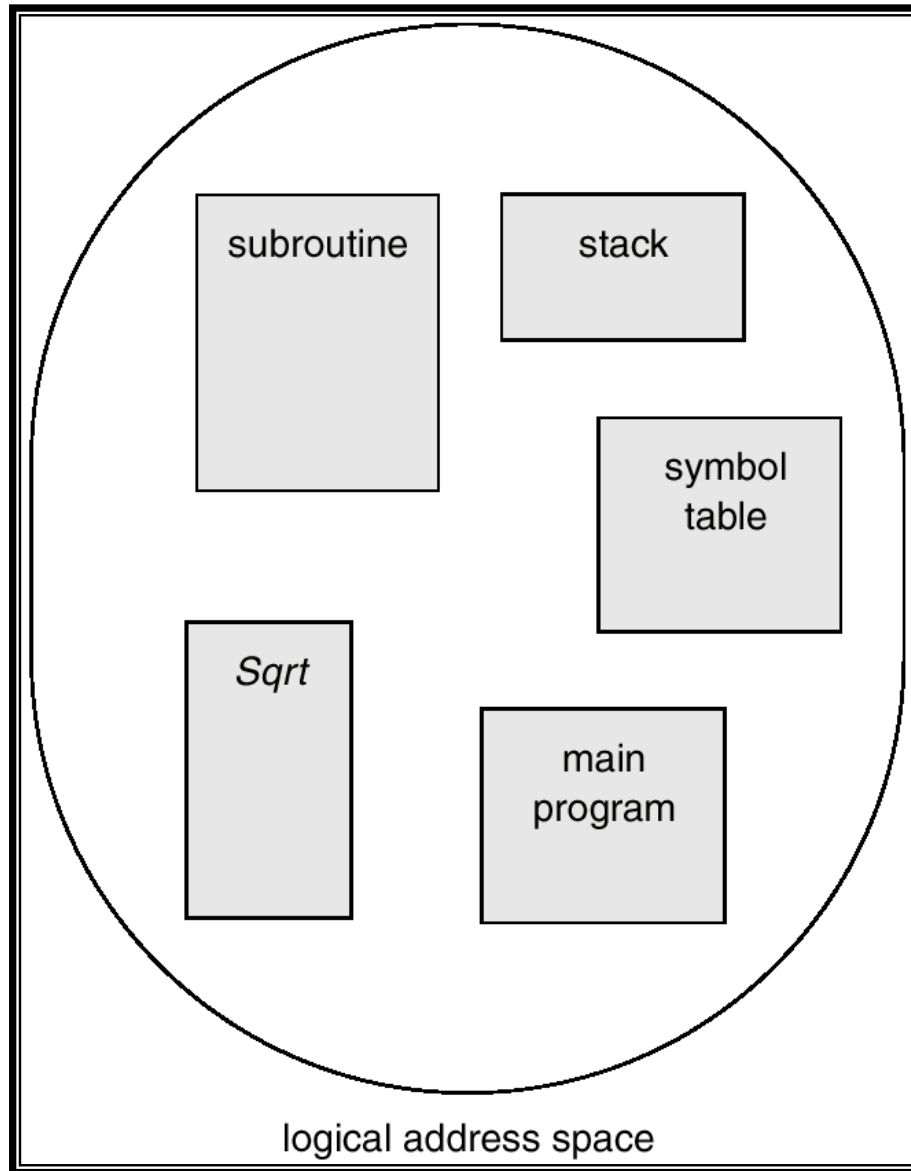 subroutine
stack
symbol
table
Sqrt
main
program
logical address space